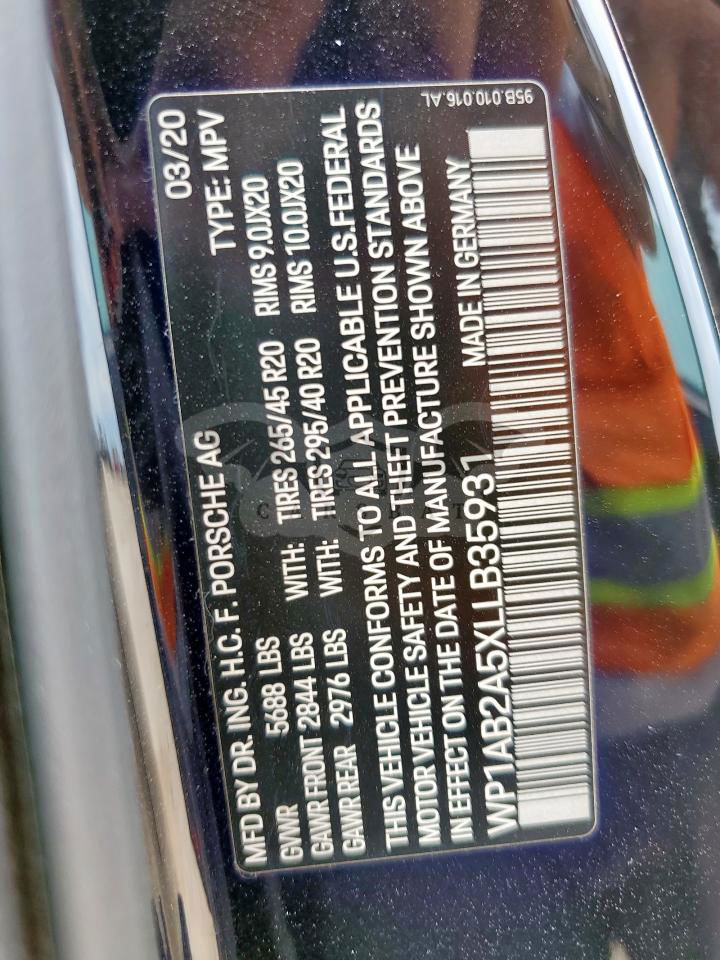 MFD BY DR. ING. H.C. F. PORSCHE AG 03/20
GVWR 5688 LBS TYPE: MPV
GAWR FRONT 2844 LBS WITH: TIRES 265/45 R20 RIMS 9.0JX20
GAWR REAR 2976 LBS WITH: TIRES 295/40 R20 RIMS 10.0JX20
THIS VEHICLE CONFORMS TO ALL APPLICABLE U.S. FEDERAL
MOTOR VEHICLE SAFETY AND THEFT PREVENTION STANDARDS
IN EFFECT ON THE DATE OF MANUFACTURE SHOWN ABOVE
WP1AB2A5XLLB35931 MADE IN GERMANY
95B.010.016.AL